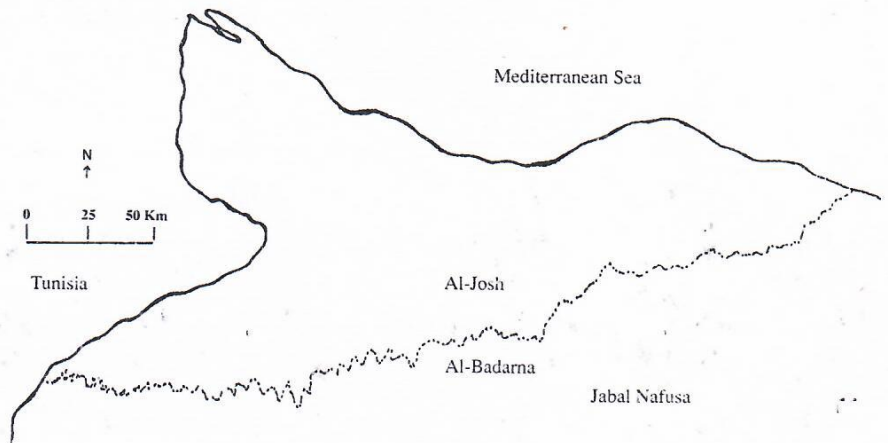 Mediterranean Sea
N
0 25 50 Km
Tunisia
Al-Josh
Al-Badarna
Jabal Nafusa